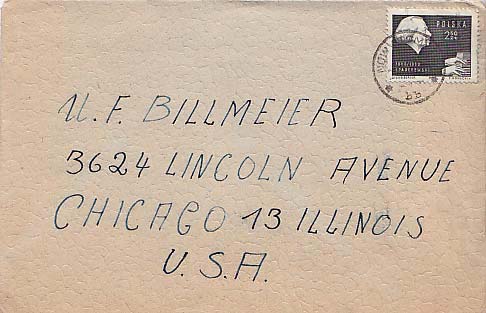 POLSKA
2 50
U. F. BILLMEIER
3624 LINCOLN AVENUE
CHICAGO 13 ILLINOIS
U. S. A.